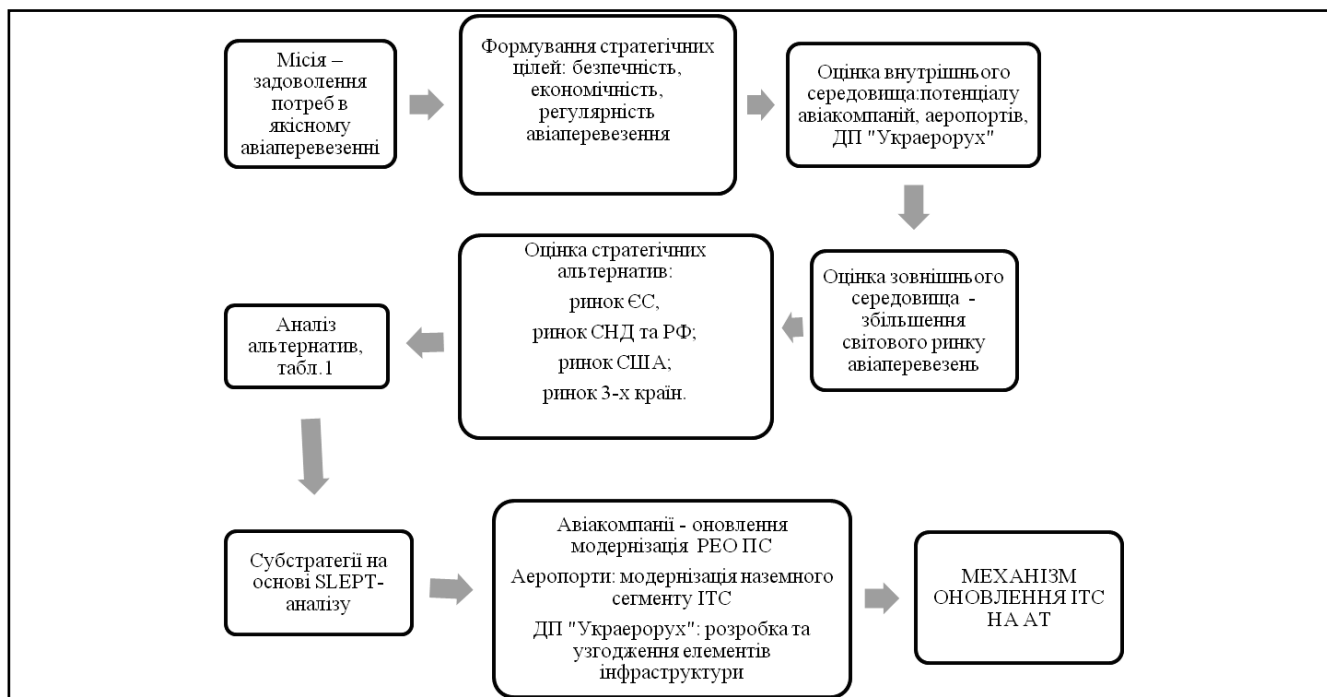 Місія –
задоволення
потреб в
якісному
авіаперевезенні
Формування стратегічних
цілей: безпечність,
економічність,
регулярність
авіаперевезення
Оцінка внутрішнього
середовища:потенціалу
авіакомпаній, аеропортів,
ДП "Украерорух"
Оцінка зовнішнього
середовища -
збільшення
світового ринку
авіаперевезень
Оцінка стратегічних
альтернатив:
ринок ЄС,
ринок СНД та РФ;
ринок США;
ринок 3-х країн.
Аналіз
альтернатив,
табл.1
Субстратегії на
основі SLEPT-
аналізу
Авіакомпанії - оновлення
модернізація РЕО ПС
Аеропорти: модернізація наземного
сегменту ІТС
ДП "Украерорух": розробка та
узгодження елементів
інфраструктури
МЕХАНІЗМ
ОНОВЛЕННЯ ІТС
НА АТ